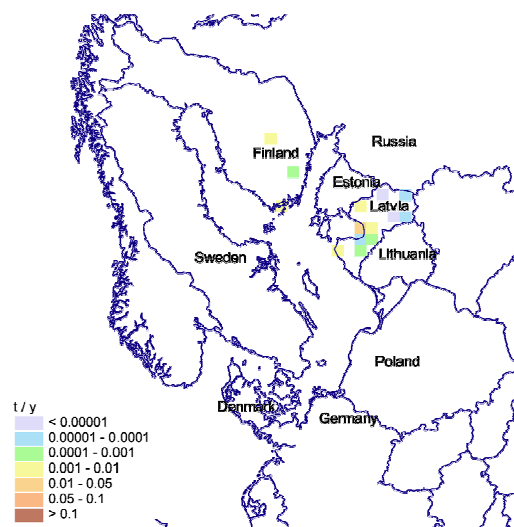 Russia
Finland
Estonia
Latvia
Lithuania
Sweden
Poland
Denmark
Germany
t / y
< 0.00001
0.00001 - 0.0001
0.0001 - 0.001
0.001 - 0.01
0.01 - 0.05
0.05 - 0.1
> 0.1